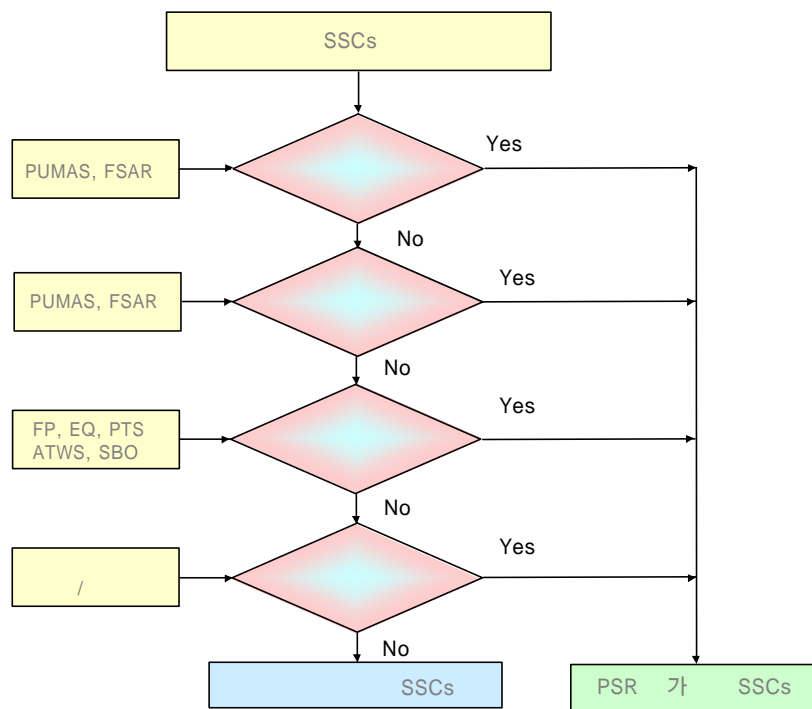 SSCs
Yes
PUMAS, FSAR
No
Yes
PUMAS, FSAR
No
Yes
FP, EQ, PTS
ATWS, SBO
No
Yes
/
No
SSCs
PSR 가 SSCs